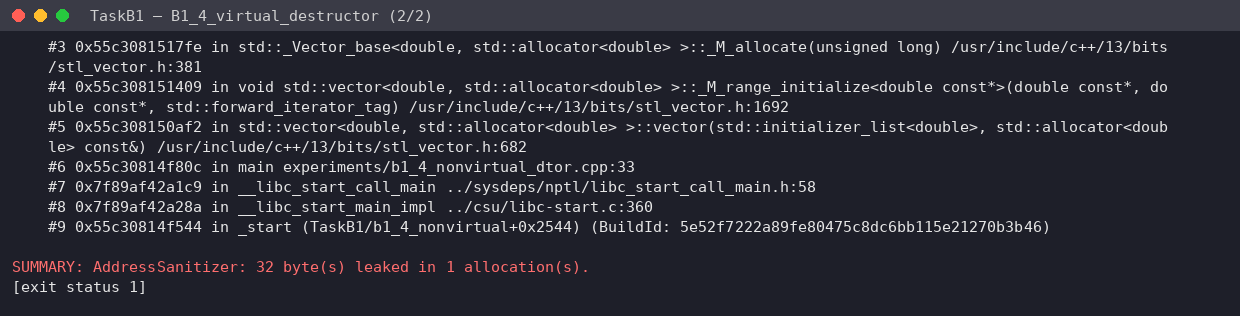 TaskB1 — B1_4_virtual_destructor (2/2)
#3 0x55c3081517fe in std::_Vector_base<double, std::allocator<double> >::_M_allocate(unsigned long) /usr/include/c++/13/bits
/stl_vector.h:381
#4 0x55c308151409 in void std::vector<double, std::allocator<double> >::_M_range_initialize<double const*>(double const*, do
uble const*, std::forward_iterator_tag) /usr/include/c++/13/bits/stl_vector.h:1692
#5 0x55c308150af2 in std::vector<double, std::allocator<double> >::vector(std::initializer_list<double>, std::allocator<doub
le> const&) /usr/include/c++/13/bits/stl_vector.h:682
#6 0x55c30814f80c in main experiments/b1_4_nonvirtual_dtor.cpp:33
#7 0x7f89af42a1c9 in __libc_start_call_main ../sysdeps/nptl/libc_start_call_main.h:58
#8 0x7f89af42a28a in __libc_start_main_impl ../csu/libc-start.c:360
#9 0x55c30814f544 in _start (TaskB1/b1_4_nonvirtual+0x2544) (BuildId: 5e52f7222a89fe80475c8dc6bb115e21270b3b46)
SUMMARY: AddressSanitizer: 32 byte(s) leaked in 1 allocation(s).
[exit status 1]